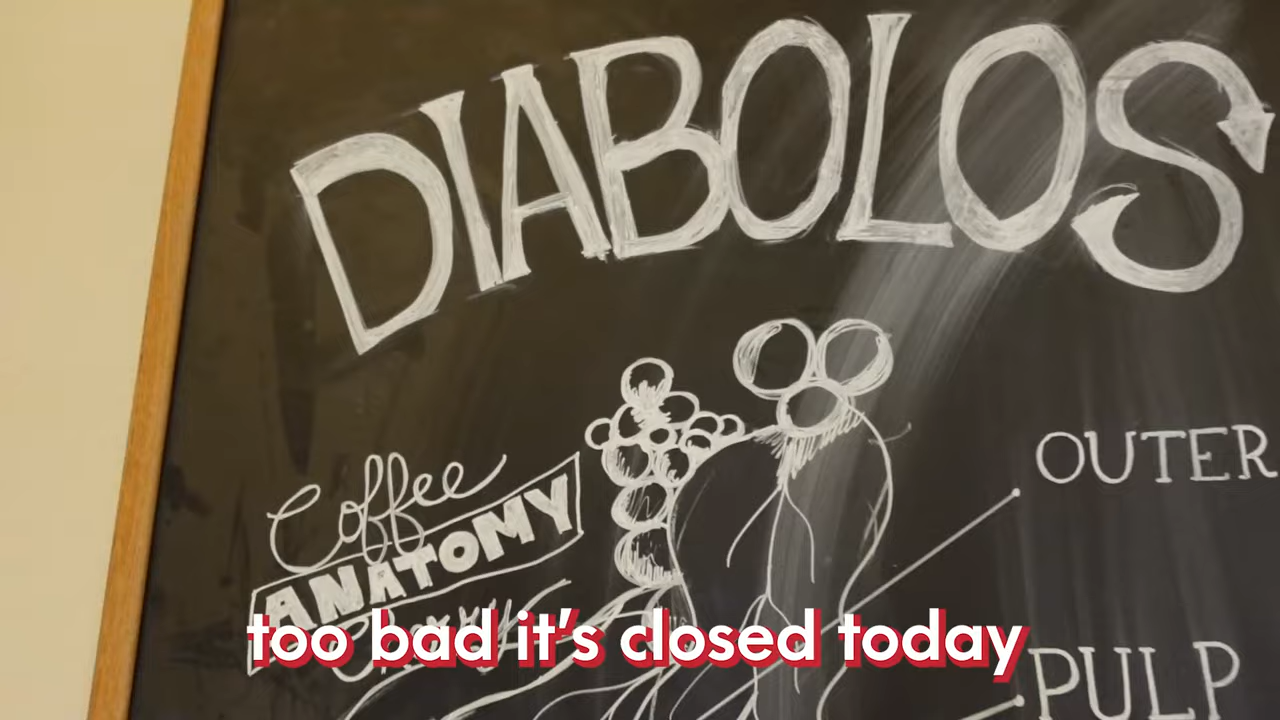 DIABOLOS
Coffee
ANATOMY
OUTER
PULP
too bad it's closed today